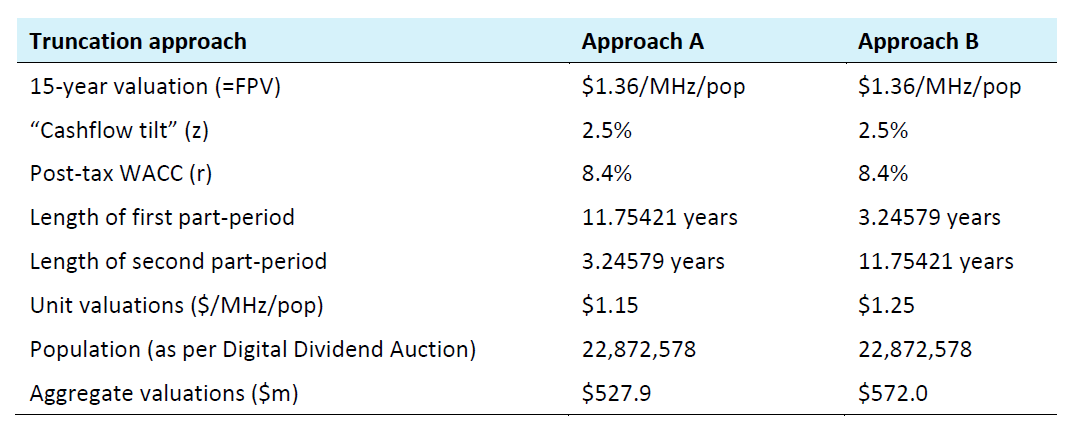 Truncation approach Approach A Approach B
15-year valuation (=FPV) $1.36/MHz/pop $1.36/MHz/pop
“Cashflow tilt” (z) 2.5% 2.5%
Post-tax WACC (r) 8.4% 8.4%
Length of first part-period 11.75421 years 3.24579 years
Length of second part-period 3.24579 years 11.75421 years
Unit valuations ($/MHz/pop) $1.15 $1.25
Population (as per Digital Dividend Auction) 22,872,578 22,872,578
Aggregate valuations ($m) $527.9 $572.0